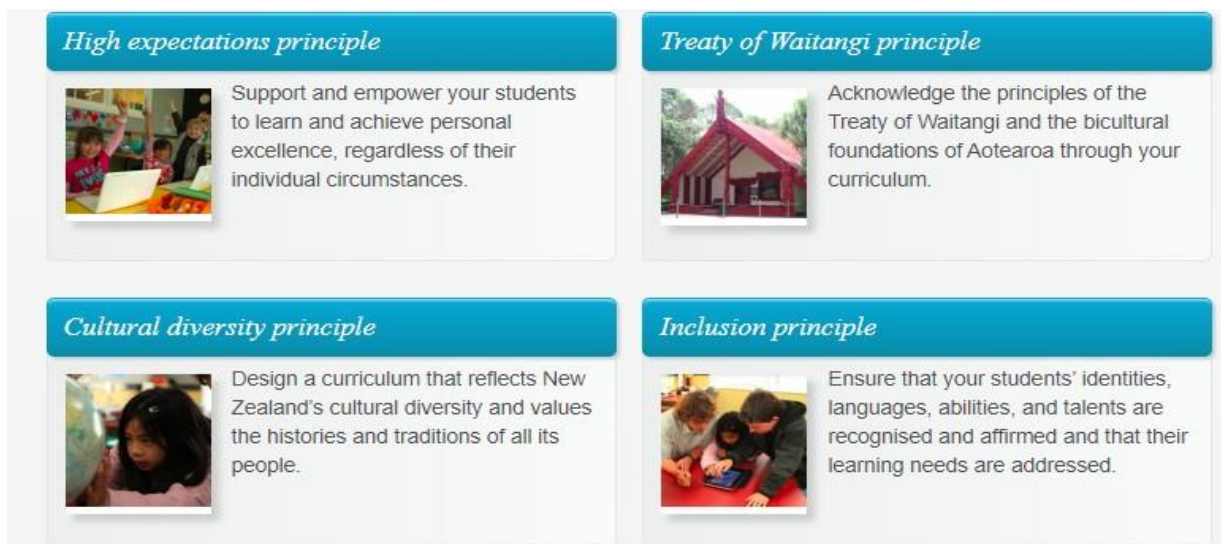 High expectations principle
Support and empower your students
to learn and achieve personal
excellence, regardless of their
individual circumstances.
Treaty of Waitangi principle
Acknowledge the principles of the
Treaty of Waitangi and the bicultural
foundations of Aotearoa through your
curriculum.
Cultural diversity principle
Design a curriculum that reflects New
Zealand's cultural diversity and values
the histories and traditions of all its
people.
Inclusion principle
Ensure that your students’ identities,
languages, abilities, and talents are
recognised and affirmed and that their
learning needs are addressed.